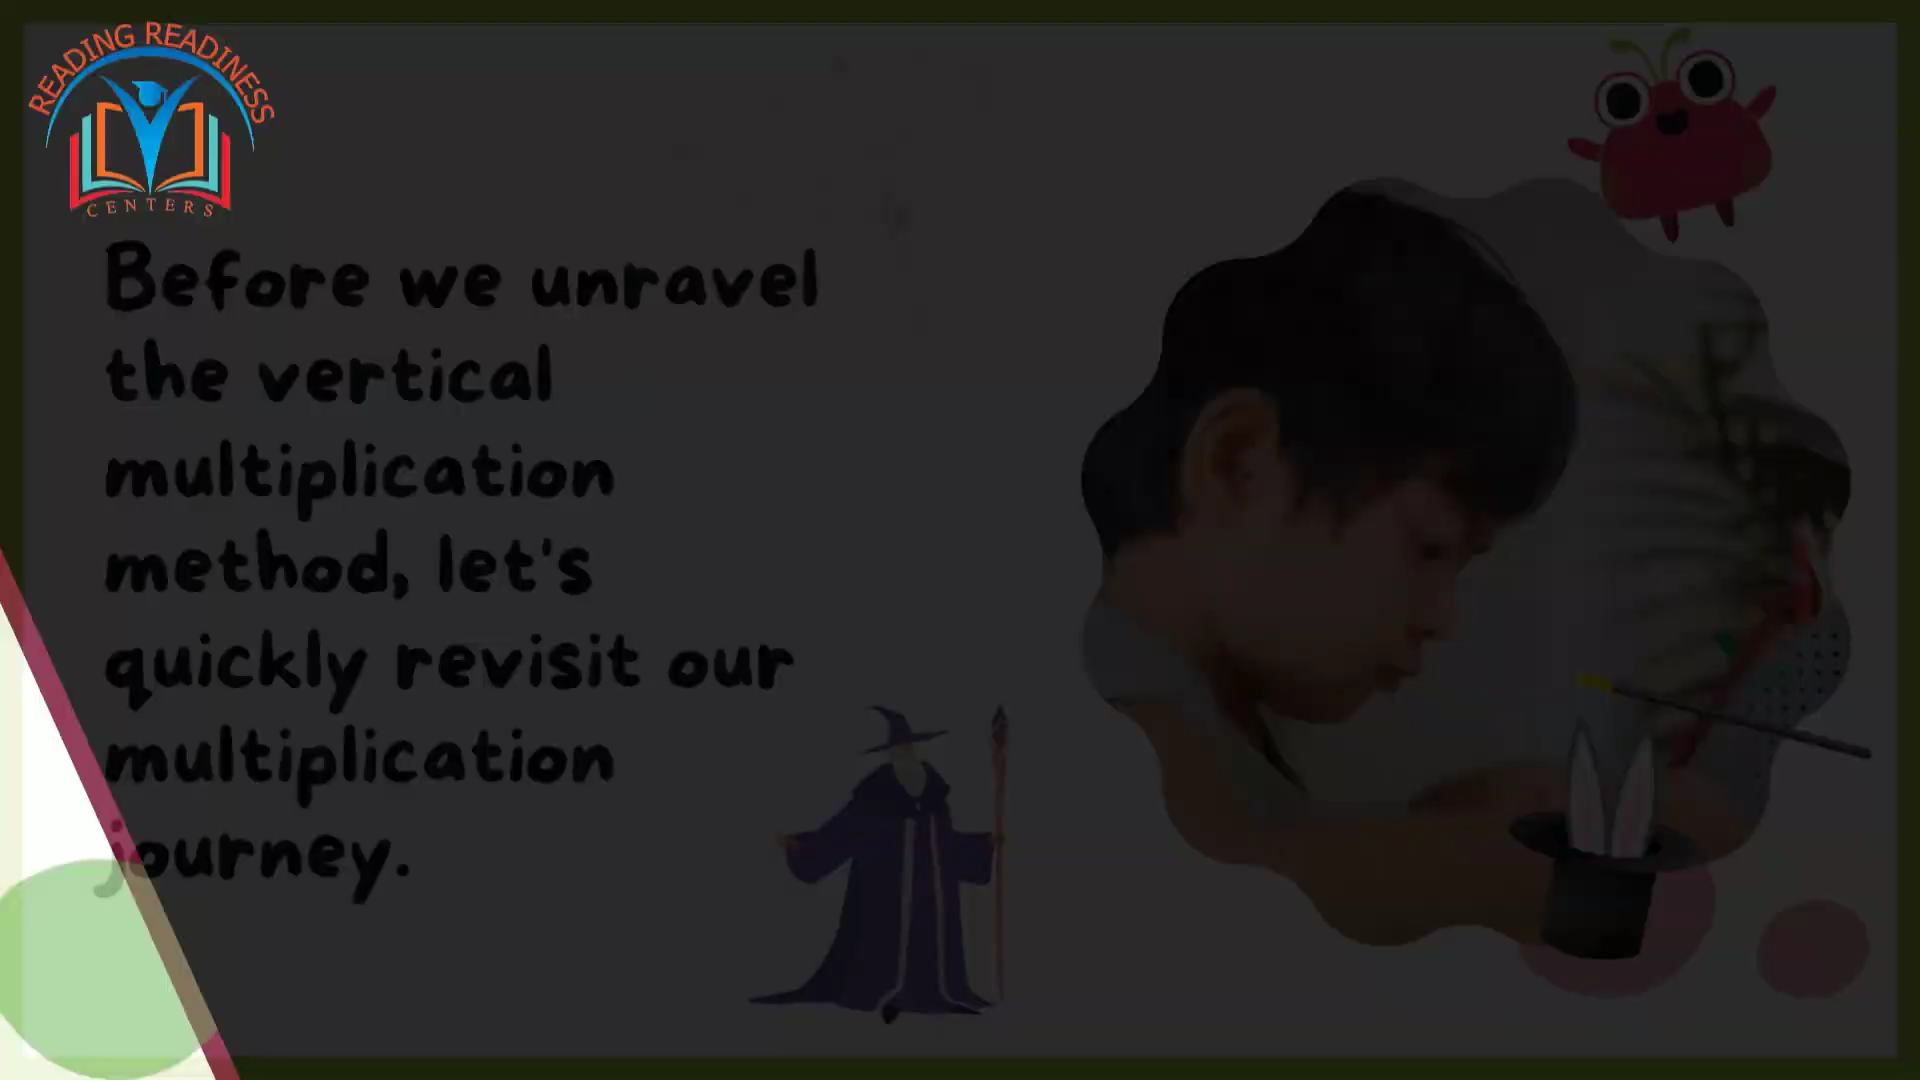 READING READINESS
CENTERS
Before we unravel
the vertical
multiplication
method, let's
quickly revisit our
multiplication
journey.